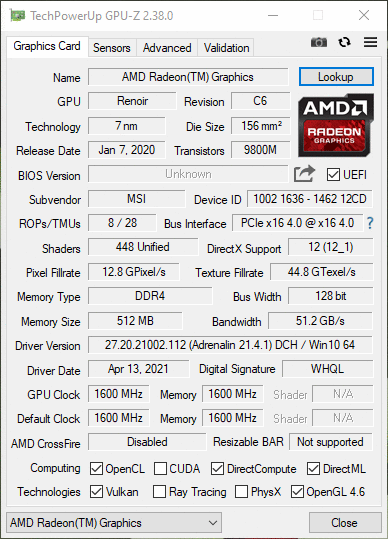 TechPowerUp GPU-Z 2.38.0
Graphics Card Sensors Advanced Validation
Name AMD Radeon(TM) Graphics Lookup
GPU Renoir Revision C6
AMD
RADEON
GRAPHICS
Technology 7 nm Die Size 156 mm²
Release Date Jan 7, 2020 Transistors 9800M
BIOS Version Unknown UEFI
Subvendor MSI Device ID 1002 1636 - 1462 12CD
ROPs/TMUs 8 / 28 Bus Interface PCIe x16 4.0 @ x16 4.0 ?
Shaders 448 Unified DirectX Support 12 (12_1)
Pixel Fillrate 12.8 GPixel/s Texture Fillrate 44.8 GTexel/s
Memory Type DDR4 Bus Width 128 bit
Memory Size 512 MB Bandwidth 51.2 GB/s
Driver Version 27.20.21002.112 (Adrenalin 21.4.1) DCH / Win10 64
Driver Date Apr 13, 2021 Digital Signature WHQL
GPU Clock 1600 MHz Memory 1600 MHz Shader N/A
Default Clock 1600 MHz Memory 1600 MHz Shader N/A
AMD CrossFire Disabled Resizable BAR Not supported
Computing OpenCL CUDA DirectCompute DirectML
Technologies Vulkan Ray Tracing PhysX OpenGL 4.6
AMD Radeon(TM) Graphics Close